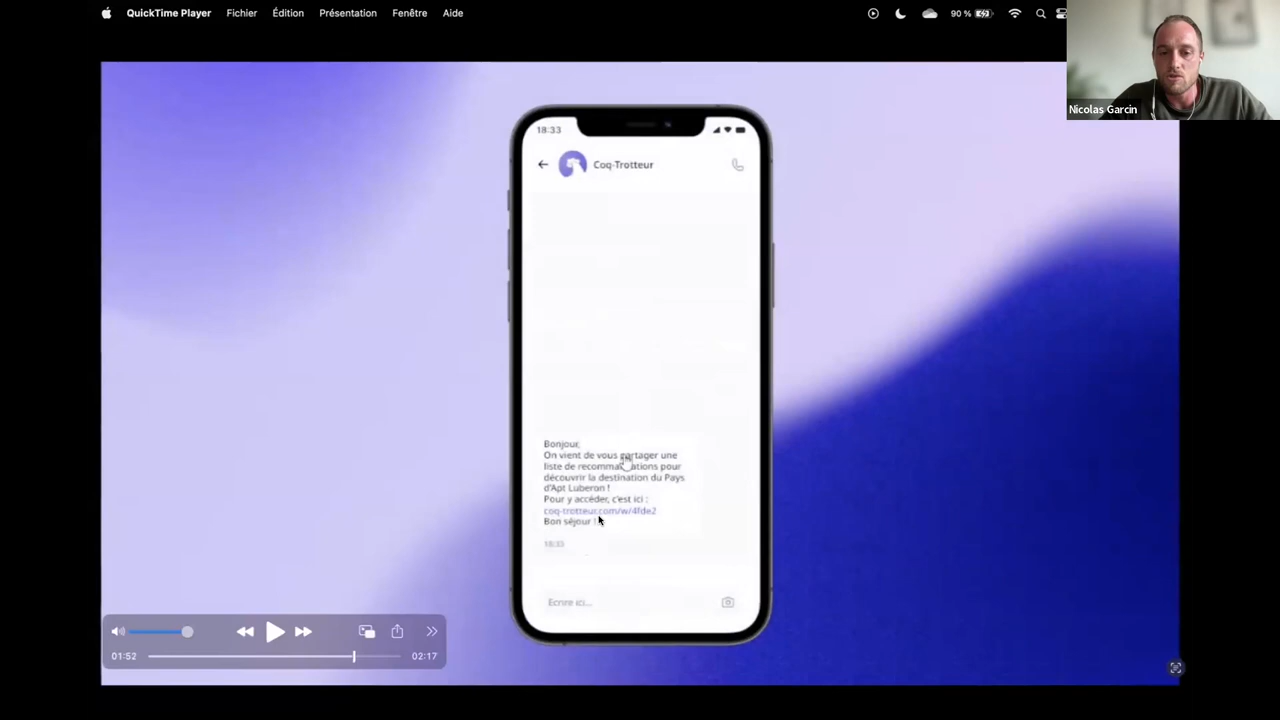 QuickTime Player Fichier Édition Présentation Fenêtre Aide
90 %
Nicolas Garcin
18:33
Coq-Trotteur
Bonjour,
On vient de vous partager une
liste de recommandations pour
découvrir la destination du Pays
d'Apt Luberon !
Pour y accéder, c'est ici :
coq-trotteur.com/w/4fde2
Bon séjour !
18:33
Ecrire ici...
01:52
02:17